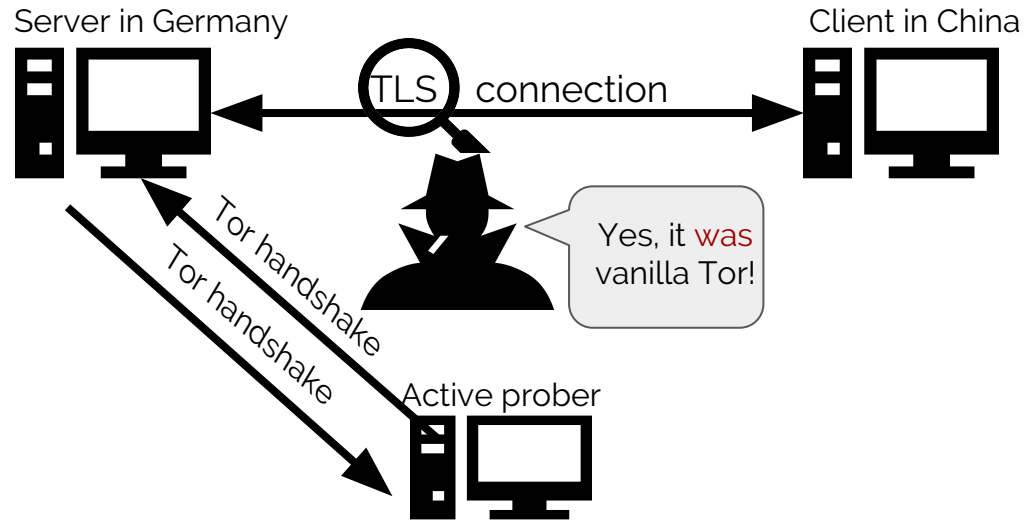 Server in Germany
Client in China
TLS connection
Yes, it was
vanilla Tor!
Tor handshake
Tor handshake
Active prober